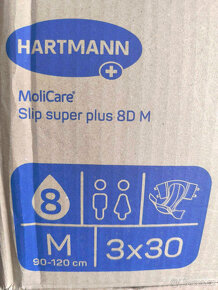 HARTMANN
MoliCare®
Slip super plus 8D M
8
M
90-120 cm
3x30